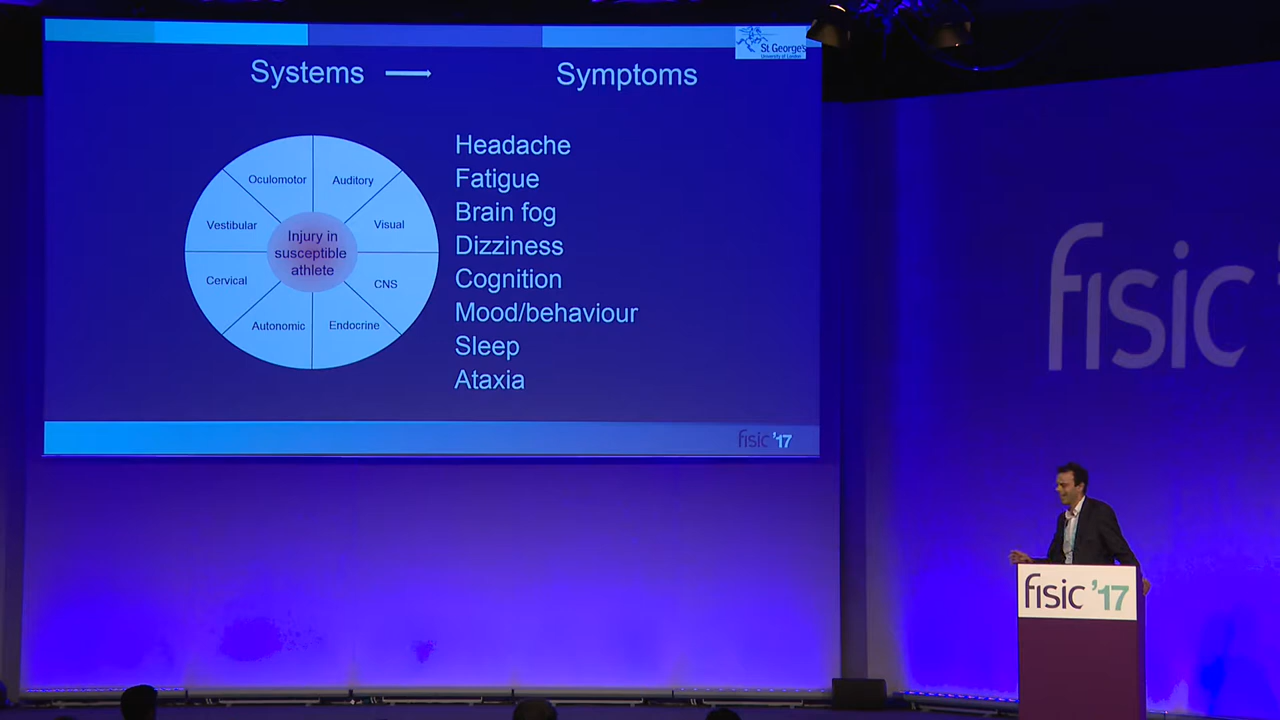 St George's
University of London
Systems
Symptoms
Oculomotor
Auditory
Vestibular
Visual
Injury in
susceptible
athlete
Cervical
CNS
Autonomic
Endocrine
Headache
Fatigue
Brain fog
Dizziness
Cognition
Mood/behaviour
Sleep
Ataxia
fisic '17
fisic
fisic '17